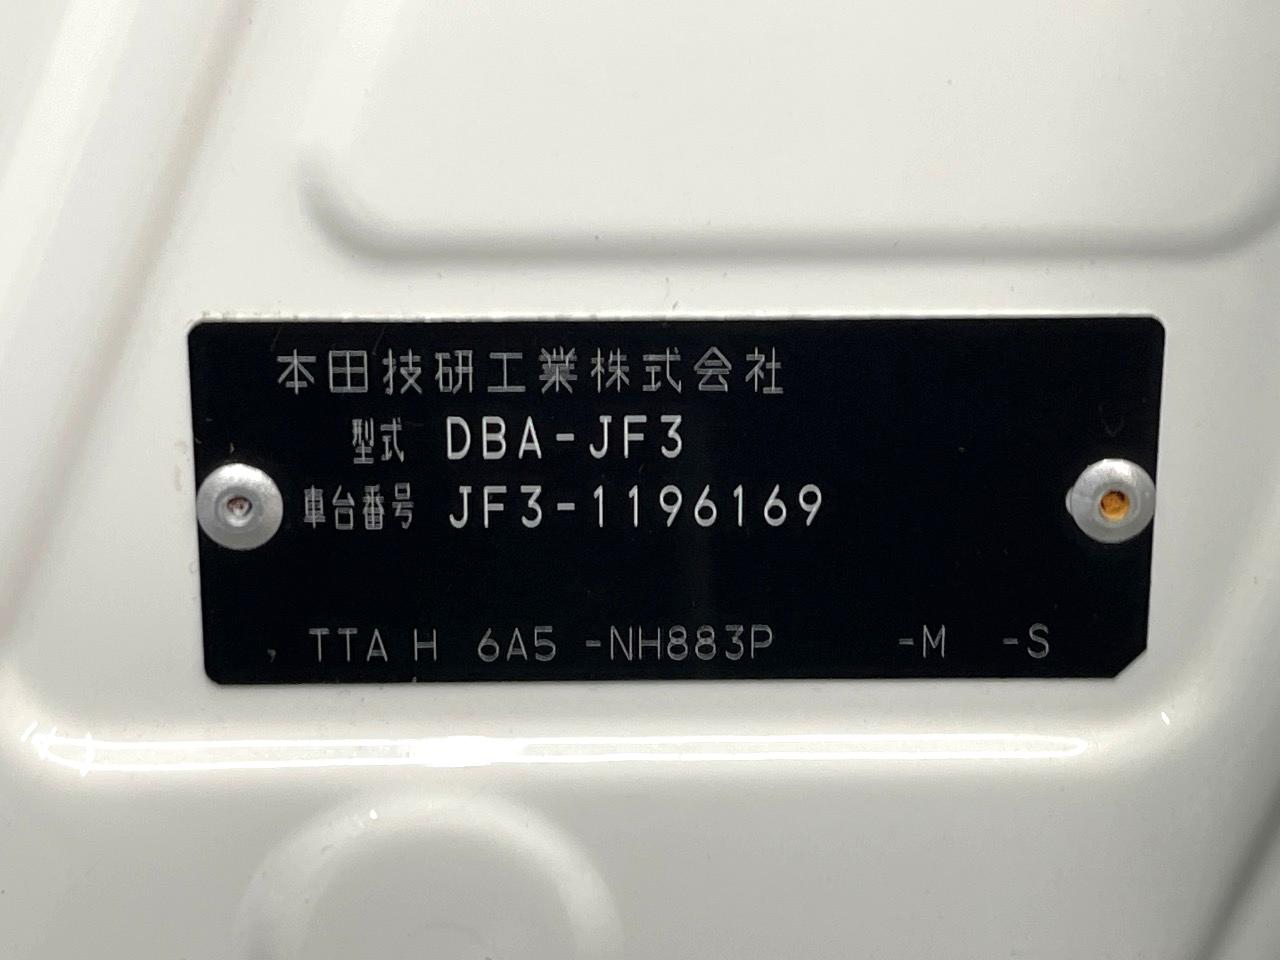 本田技研工業株式会社
型式 DBA-JF3
車台番号 JF3-1196169
TTA H 6A5 -NH883P -M -S